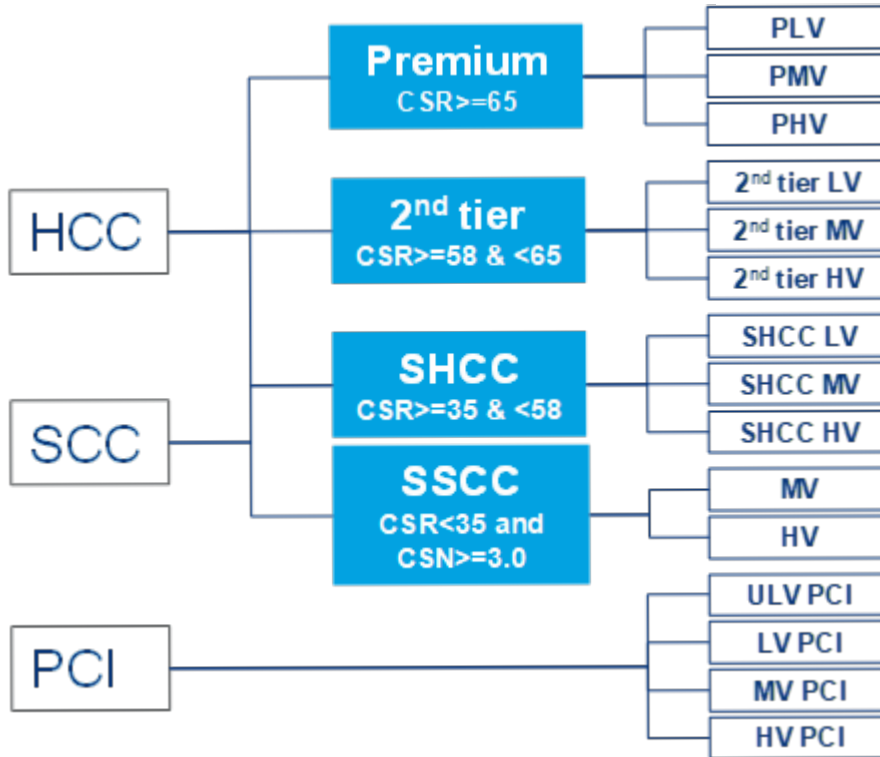 HCC
SCC
PCI
Premium
CSR>=65
2nd tier
CSR>=58 & <65
SHCC
CSR>=35 & <58
SSCC
CSR<35 and
CSN>=3.0
PLV
PMV
PHV
2nd tier LV
2nd tier MV
2nd tier HV
SHCC LV
SHCC MV
SHCC HV
MV
HV
ULV PCI
LV PCI
MV PCI
HV PCI